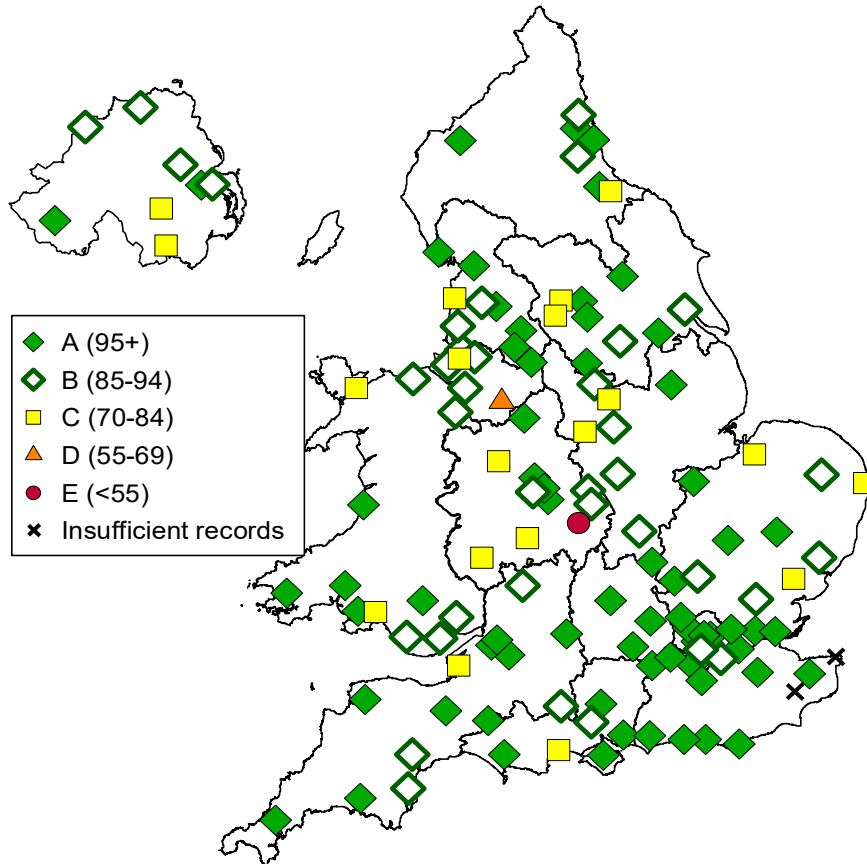 A (95+)
B (85-94)
C (70-84)
D (55-69)
E (<55)
Insufficient records